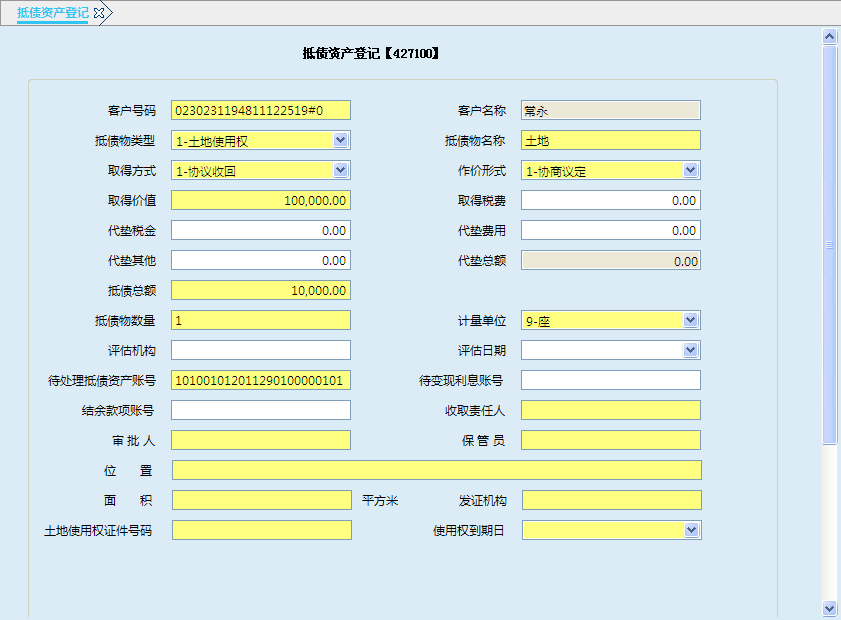 抵债资产登记
抵债资产登记【427100】
客户号码 0230231194811122519#0 客户名称 常永
抵债物类型 1-土地使用权 抵债物名称 土地
取得方式 1-协议收回 作价形式 1-协商议定
取得价值 100,000.00 取得税费 0.00
代垫税金 0.00 代垫费用 0.00
代垫其他 0.00 代垫总额 0.00
抵债总额 10,000.00
抵债物数量 1 计量单位 9-座
评估机构 评估日期
待处理抵债资产账号 101001012011290100000101 待变现利息账号
结余款项账号 收取责任人
审 批 人 保 管 员
位 置
面 积 平方米 发证机构
土地使用权证件号码 使用权到期日